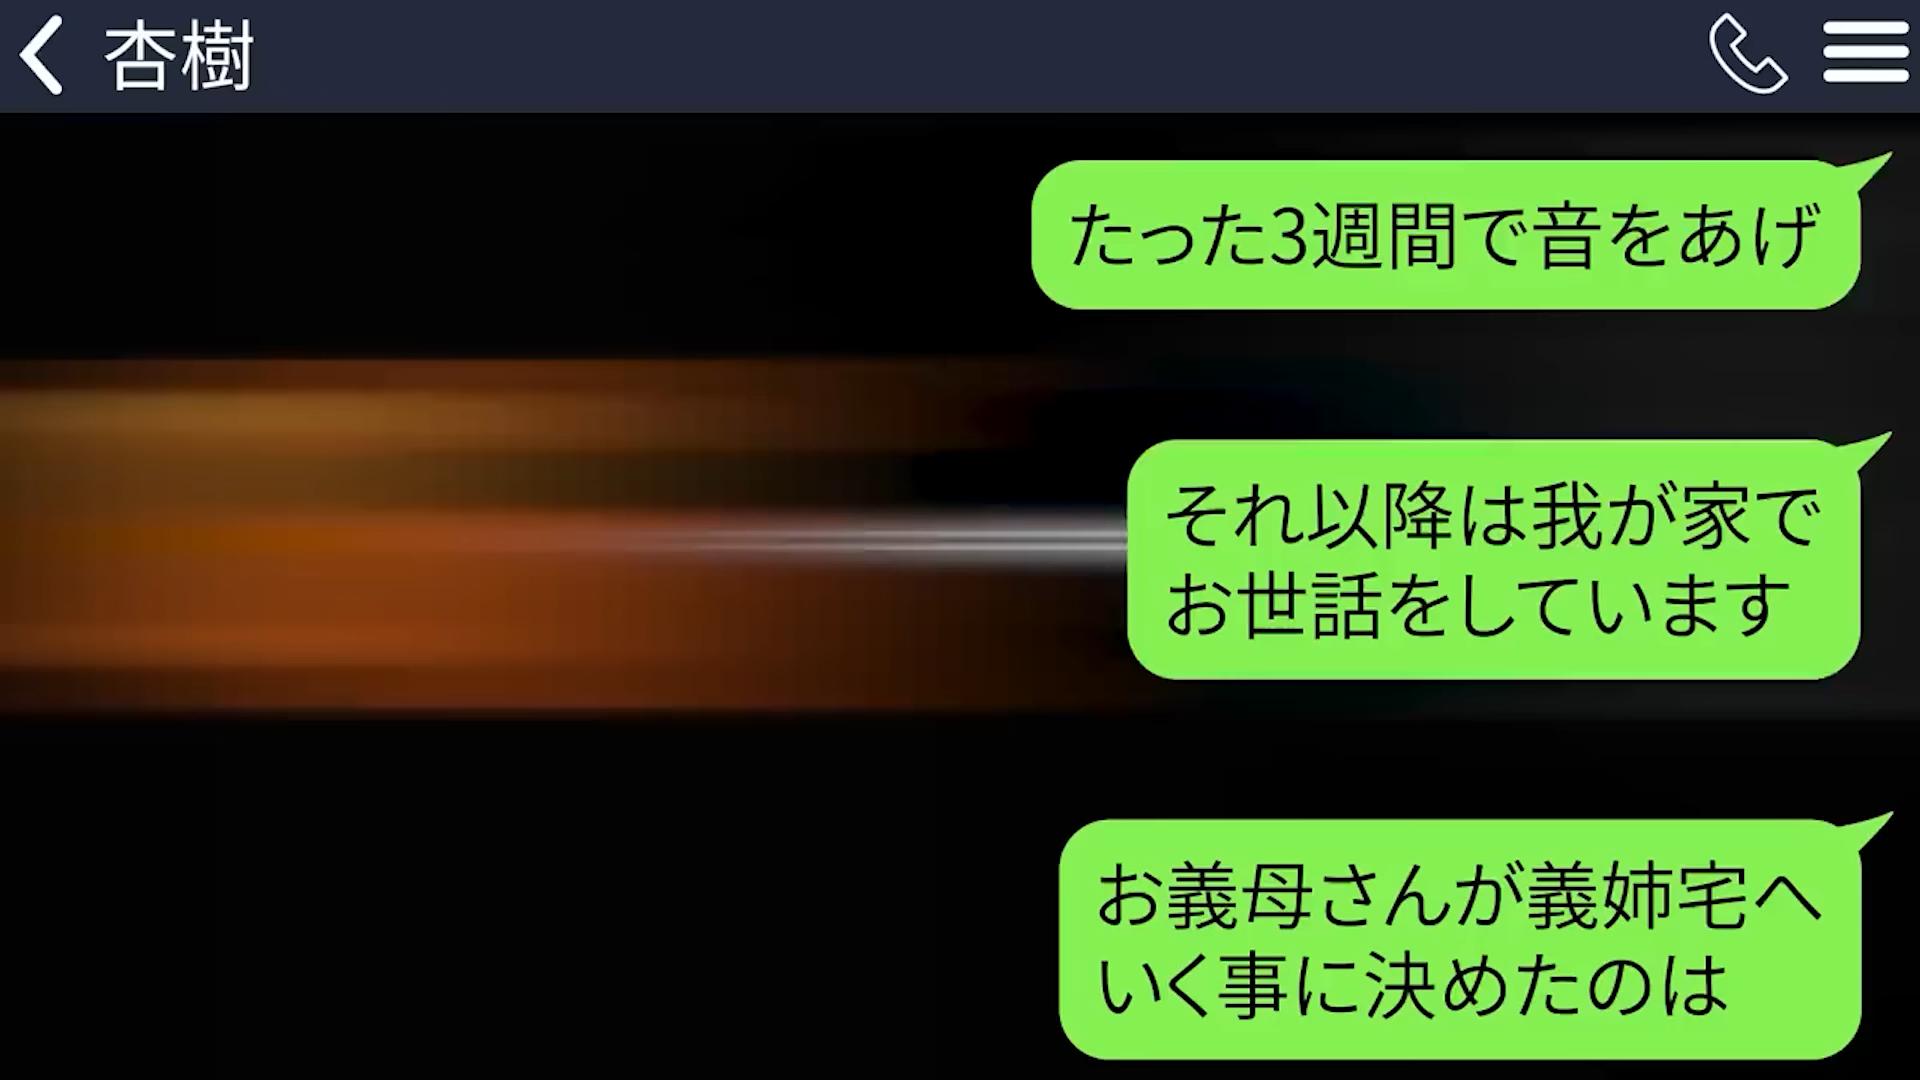 杏樹
たった3週間で音をあげ
それ以降は我が家で
お世話をしています
お義母さんが義姉宅へ
いく事に決めたのは